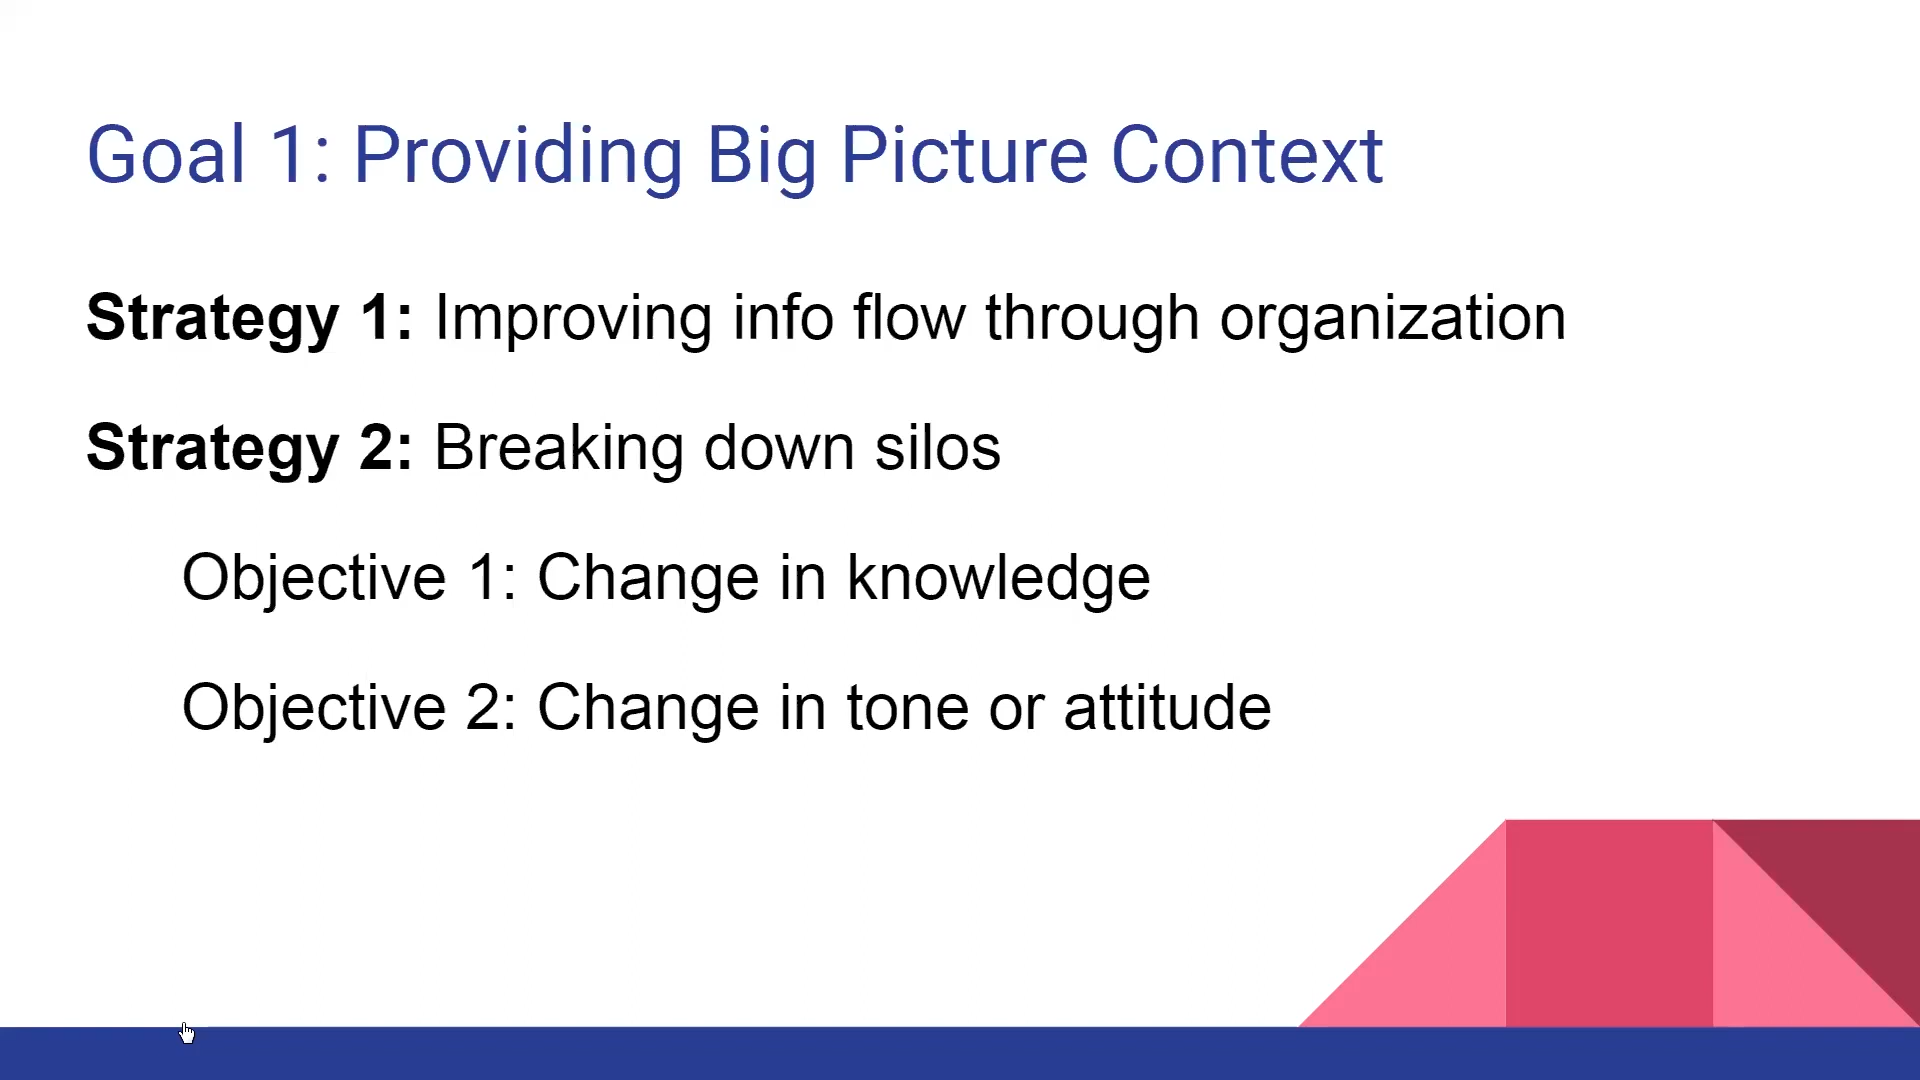 Goal 1: Providing Big Picture Context
Strategy 1: Improving info flow through organization
Strategy 2: Breaking down silos
Objective 1: Change in knowledge
Objective 2: Change in tone or attitude